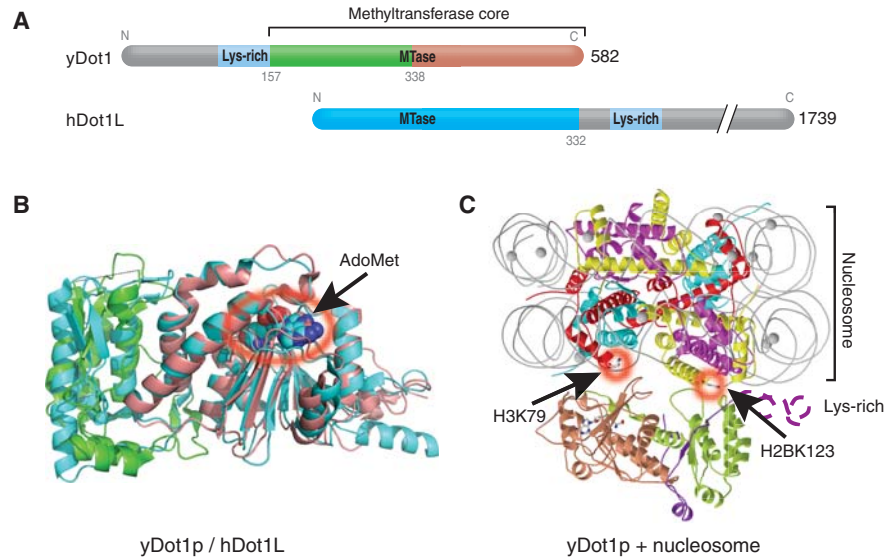 A
Methyltransferase core
N
C
yDot1
Lys-rich
MTase
582
157
338
N
C
hDot1L
MTase
Lys-rich
1739
332
B
AdoMet
yDot1p / hDot1L
C
Nucleosome
H3K79
Lys-rich
H2BK123
yDot1p + nucleosome